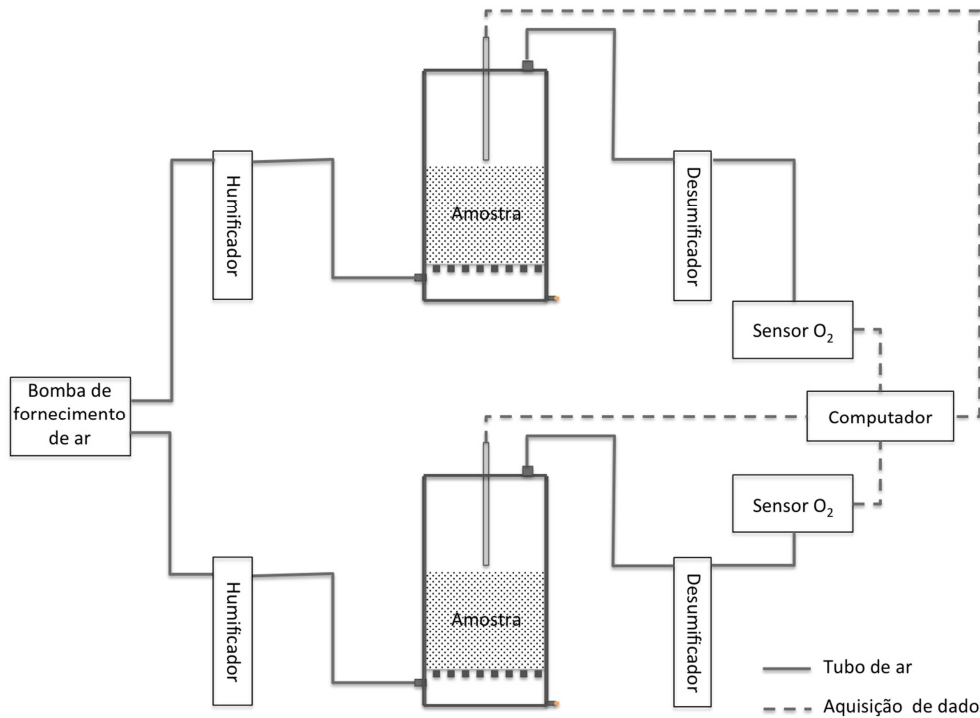 Humificador
Amostra
Desumificador
Sensor O₂
Bomba de
fornecimento
de ar
Computador
Sensor O₂
Humificador
Amostra
Desumificador
Tubo de ar
Aquisição de dado